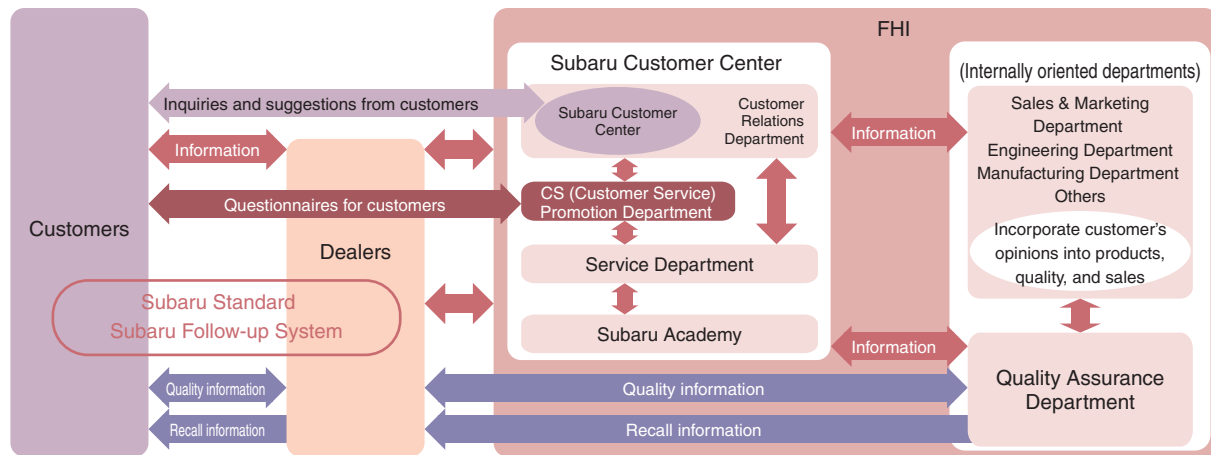 FHI
Subaru Customer Center
(Internally oriented departments)
Inquiries and suggestions from customers
Subaru Customer
Center
Customer
Relations
Department
Information
Sales & Marketing
Department
Engineering Department
Manufacturing Department
Others
Information
Questionnaires for customers
CS (Customer Service)
Promotion Department
Customers
Dealers
Service Department
Incorporate customer’s
opinions into products,
quality, and sales
Subaru Standard
Subaru Follow-up System
Subaru Academy
Information
Quality information
Quality information
Quality Assurance
Department
Recall information
Recall information